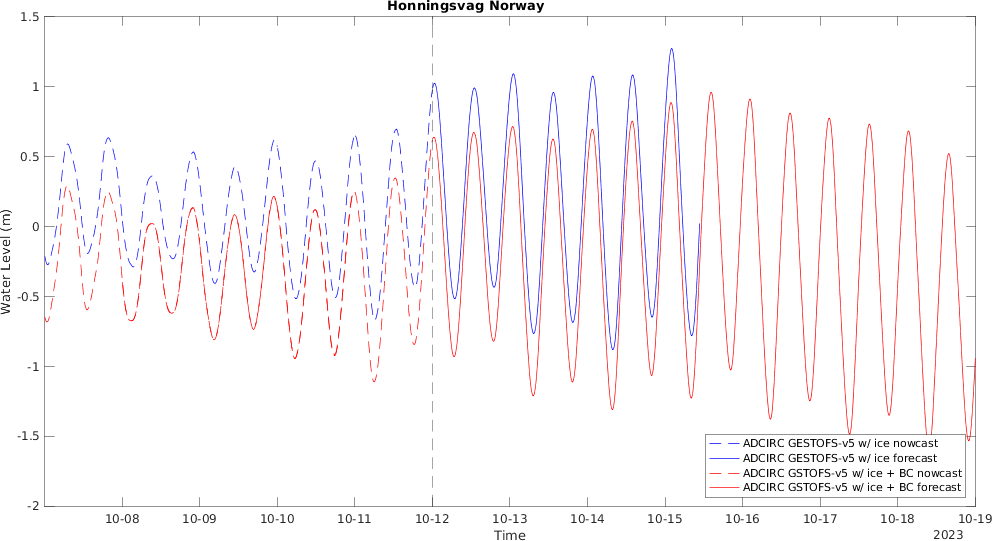 Honningsvag Norway
1.5
1
0.5
0
-0.5
-1
-1.5
-2
Water Level (m)
10-08 10-09 10-10 10-11 10-12 10-13 10-14 10-15 10-16 10-17 10-18 10-19
Time
2023
ADCIRC GESTOFS-v5 w/ ice nowcast
ADCIRC GESTOFS-v5 w/ ice forecast
ADCIRC GSTOFS-v5 w/ ice + BC nowcast
ADCIRC GSTOFS-v5 w/ ice + BC forecast